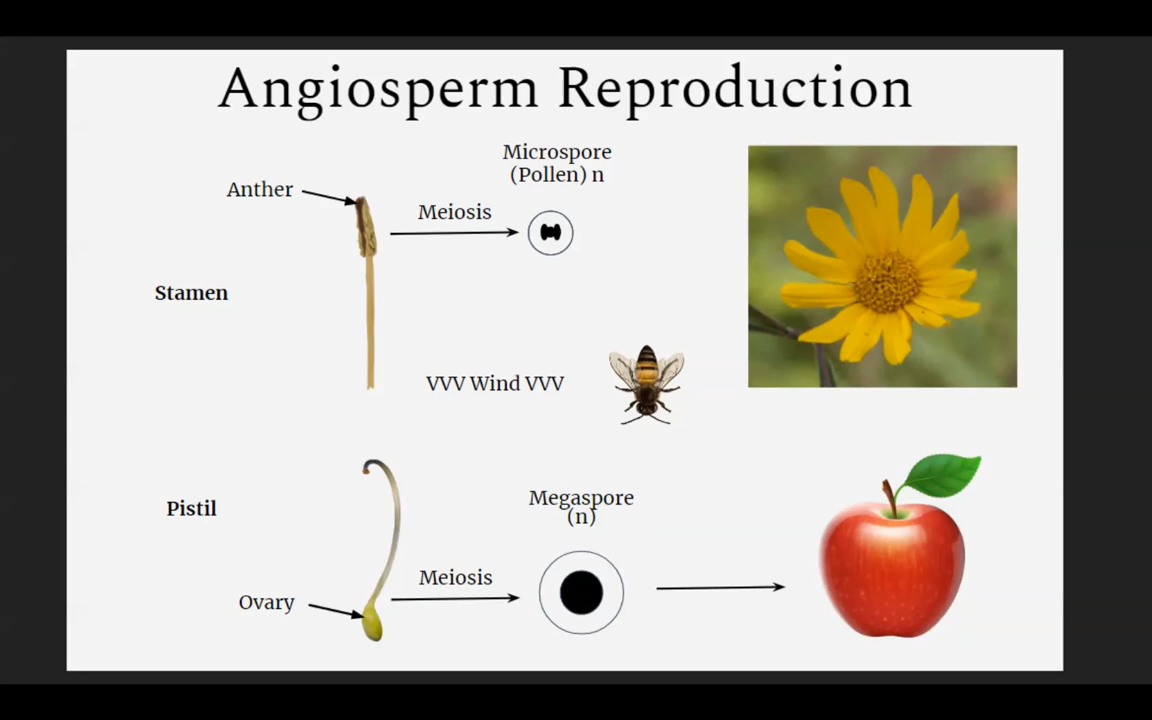 Angiosperm Reproduction
Microspore
(Pollen) n
Anther
Meiosis
Stamen
VVV Wind VVV
Pistil
Megaspore
(n)
Meiosis
Ovary